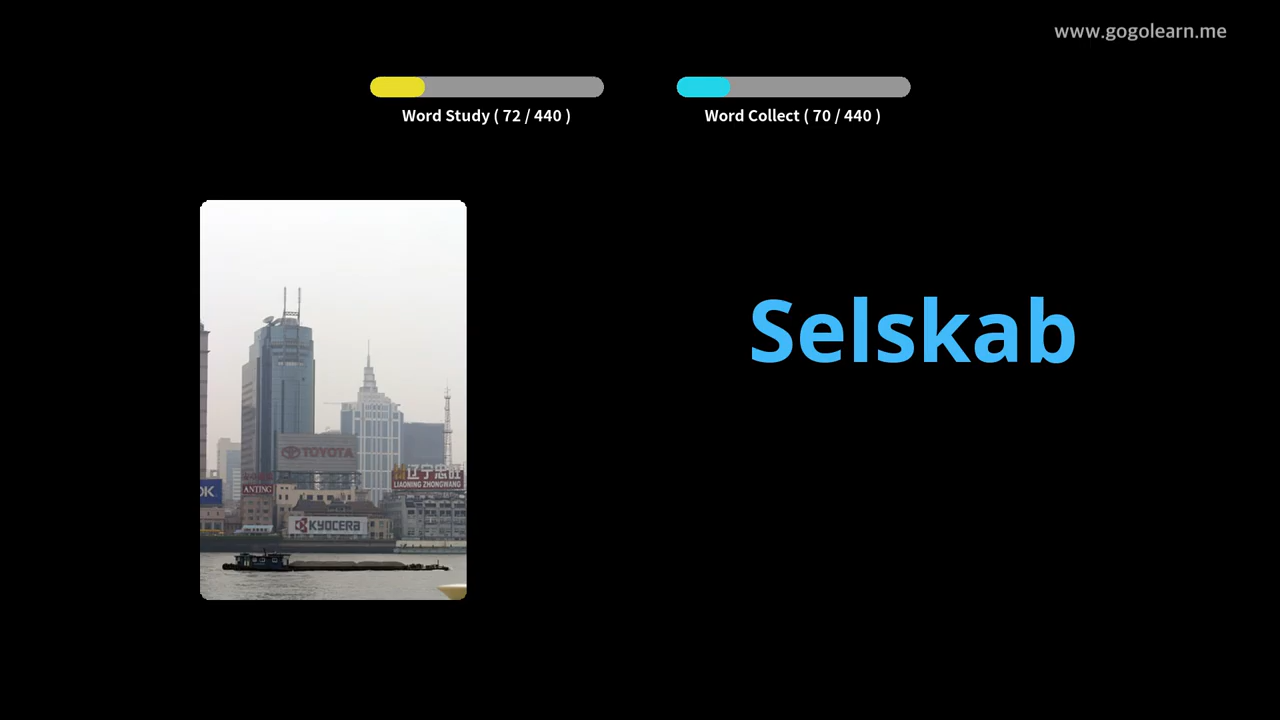 www.gogolearn.me
Word Study ( 72 / 440 )
Word Collect ( 70 / 440 )
Selskab
TOYOTA
辽宁忠旺
LIAONING ZHONGWANG
OK
ANTING
KYOCERA